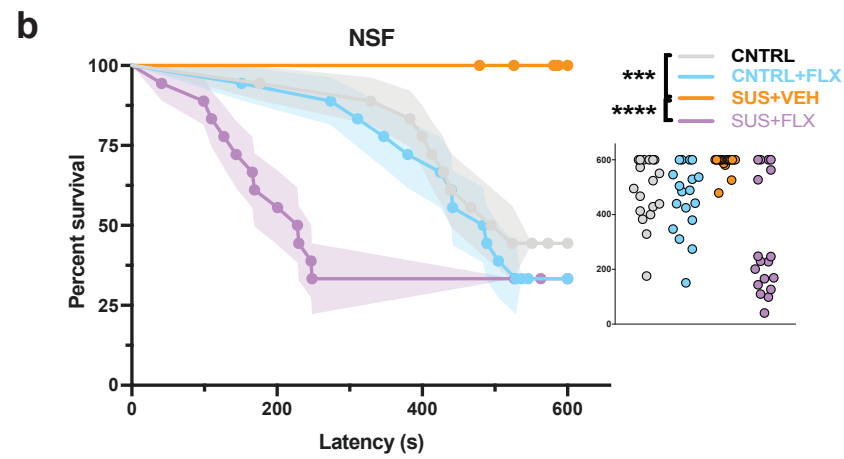 b
NSF
100
75
50
25
0
Percent survival
0
200
400
600
Latency (s)
CNTRL
*** CNTRL+FLX
SUS+VEH
**** SUS+FLX
600
400
200
0